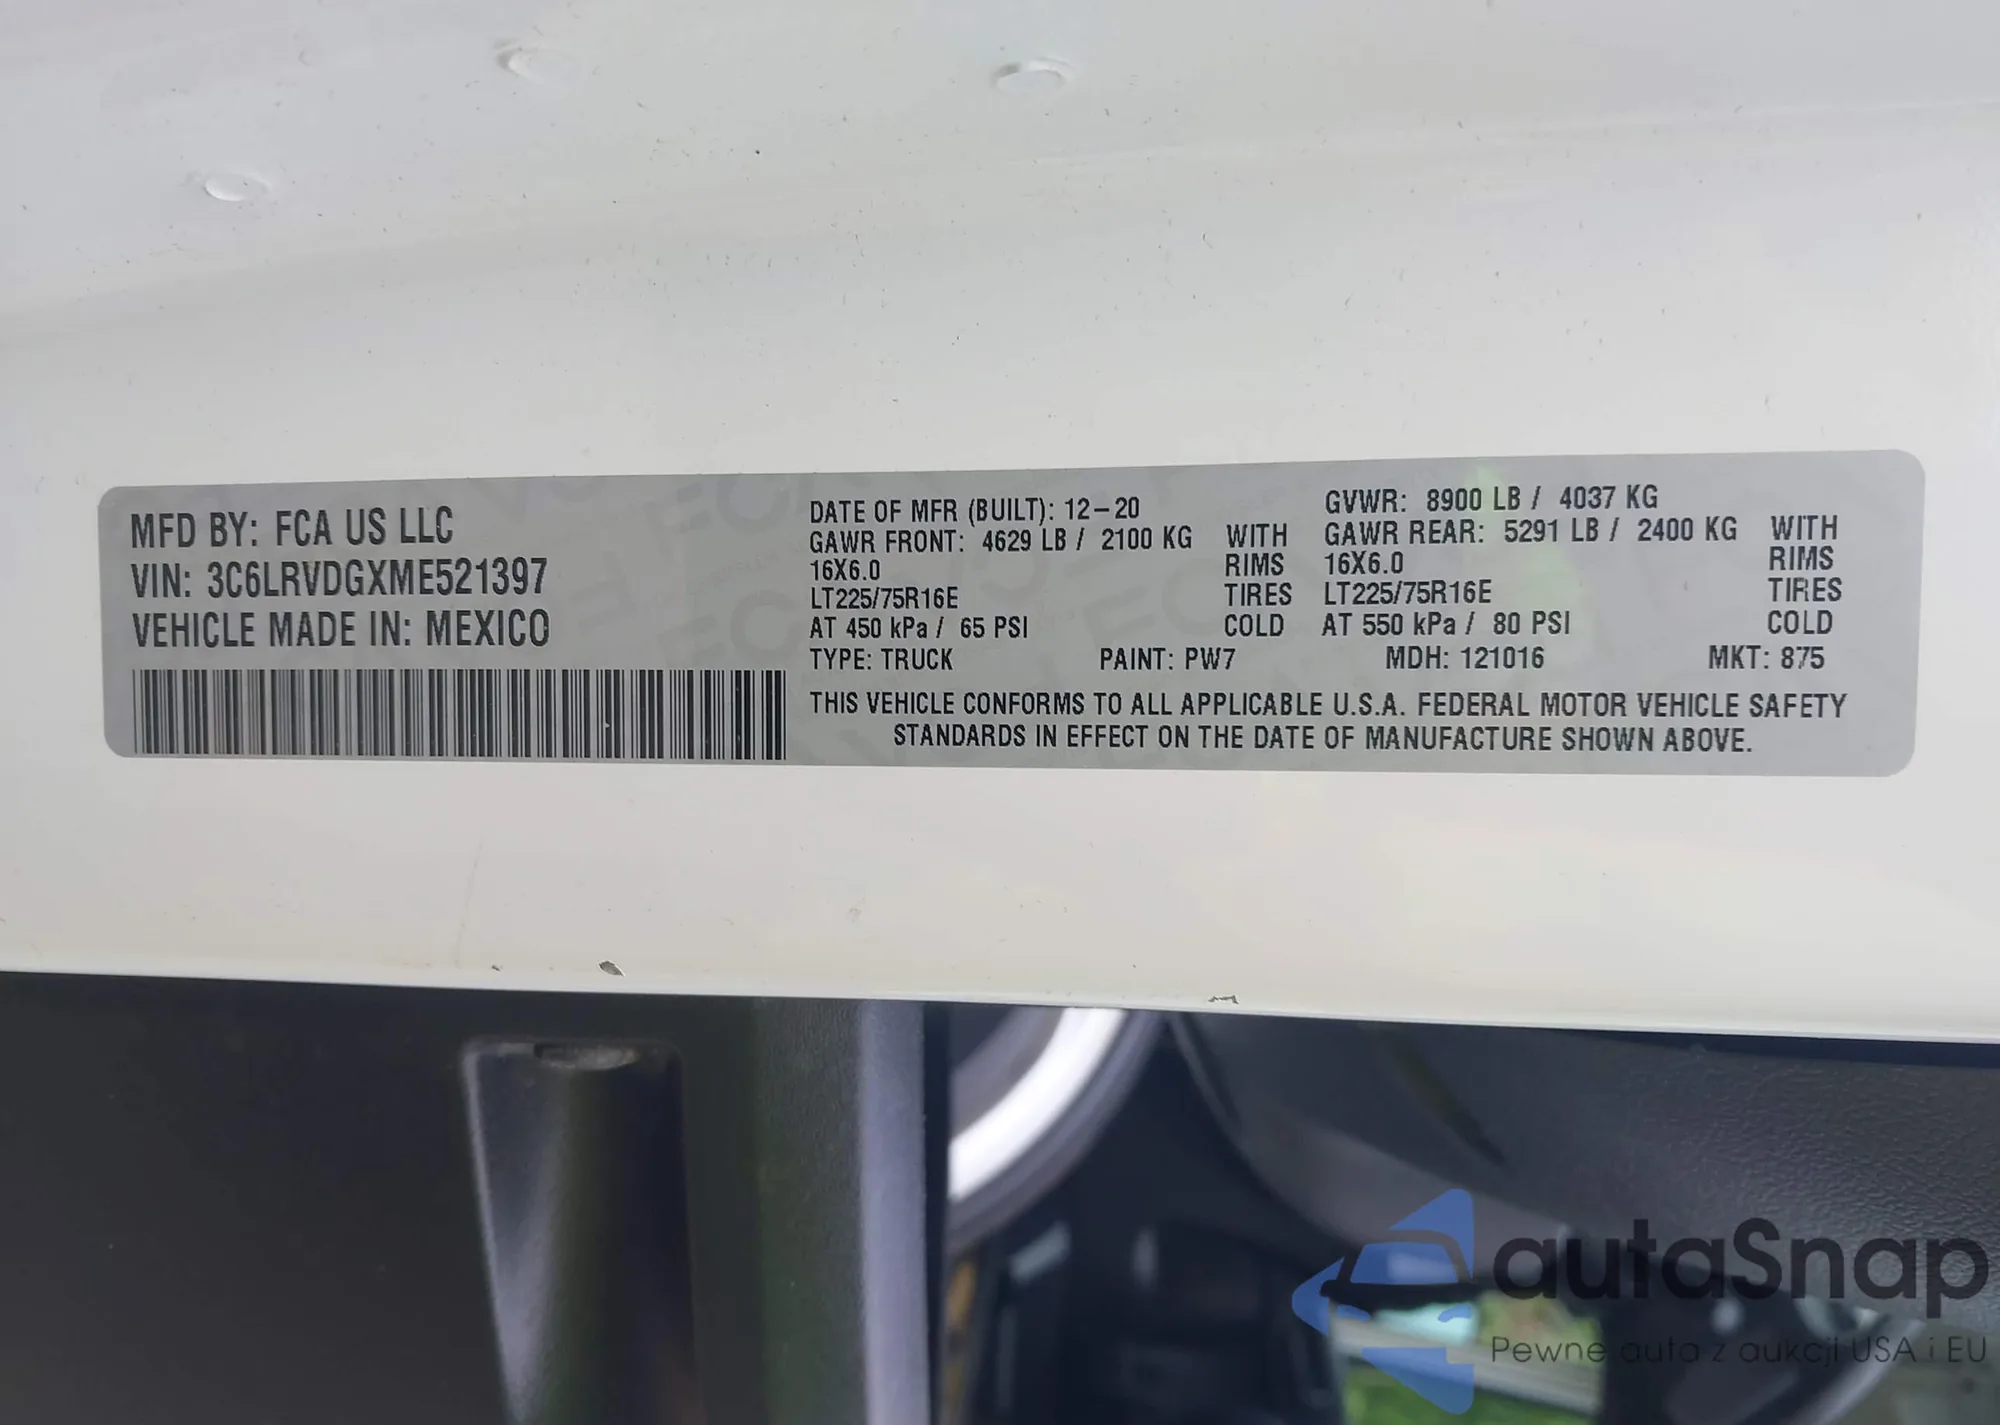 MFD BY: FCA US LLC
VIN: 3C6LRVDGXME521397
VEHICLE MADE IN: MEXICO
DATE OF MFR (BUILT): 12-20 GVWR: 8900 LB / 4037 KG
GAWR FRONT: 4629 LB / 2100 KG WITH GAWR REAR: 5291 LB / 2400 KG WITH
16X6.0 RIMS 16X6.0 RIMS
LT225/75R16E TIRES LT225/75R16E TIRES
AT 450 kPa / 65 PSI COLD AT 550 kPa / 80 PSI COLD
TYPE: TRUCK PAINT: PW7 MDH: 121016 MKT: 875
THIS VEHICLE CONFORMS TO ALL APPLICABLE U.S.A. FEDERAL MOTOR VEHICLE SAFETY
STANDARDS IN EFFECT ON THE DATE OF MANUFACTURE SHOWN ABOVE.
autaSnap
Pewne auta z aukcji USA i EU